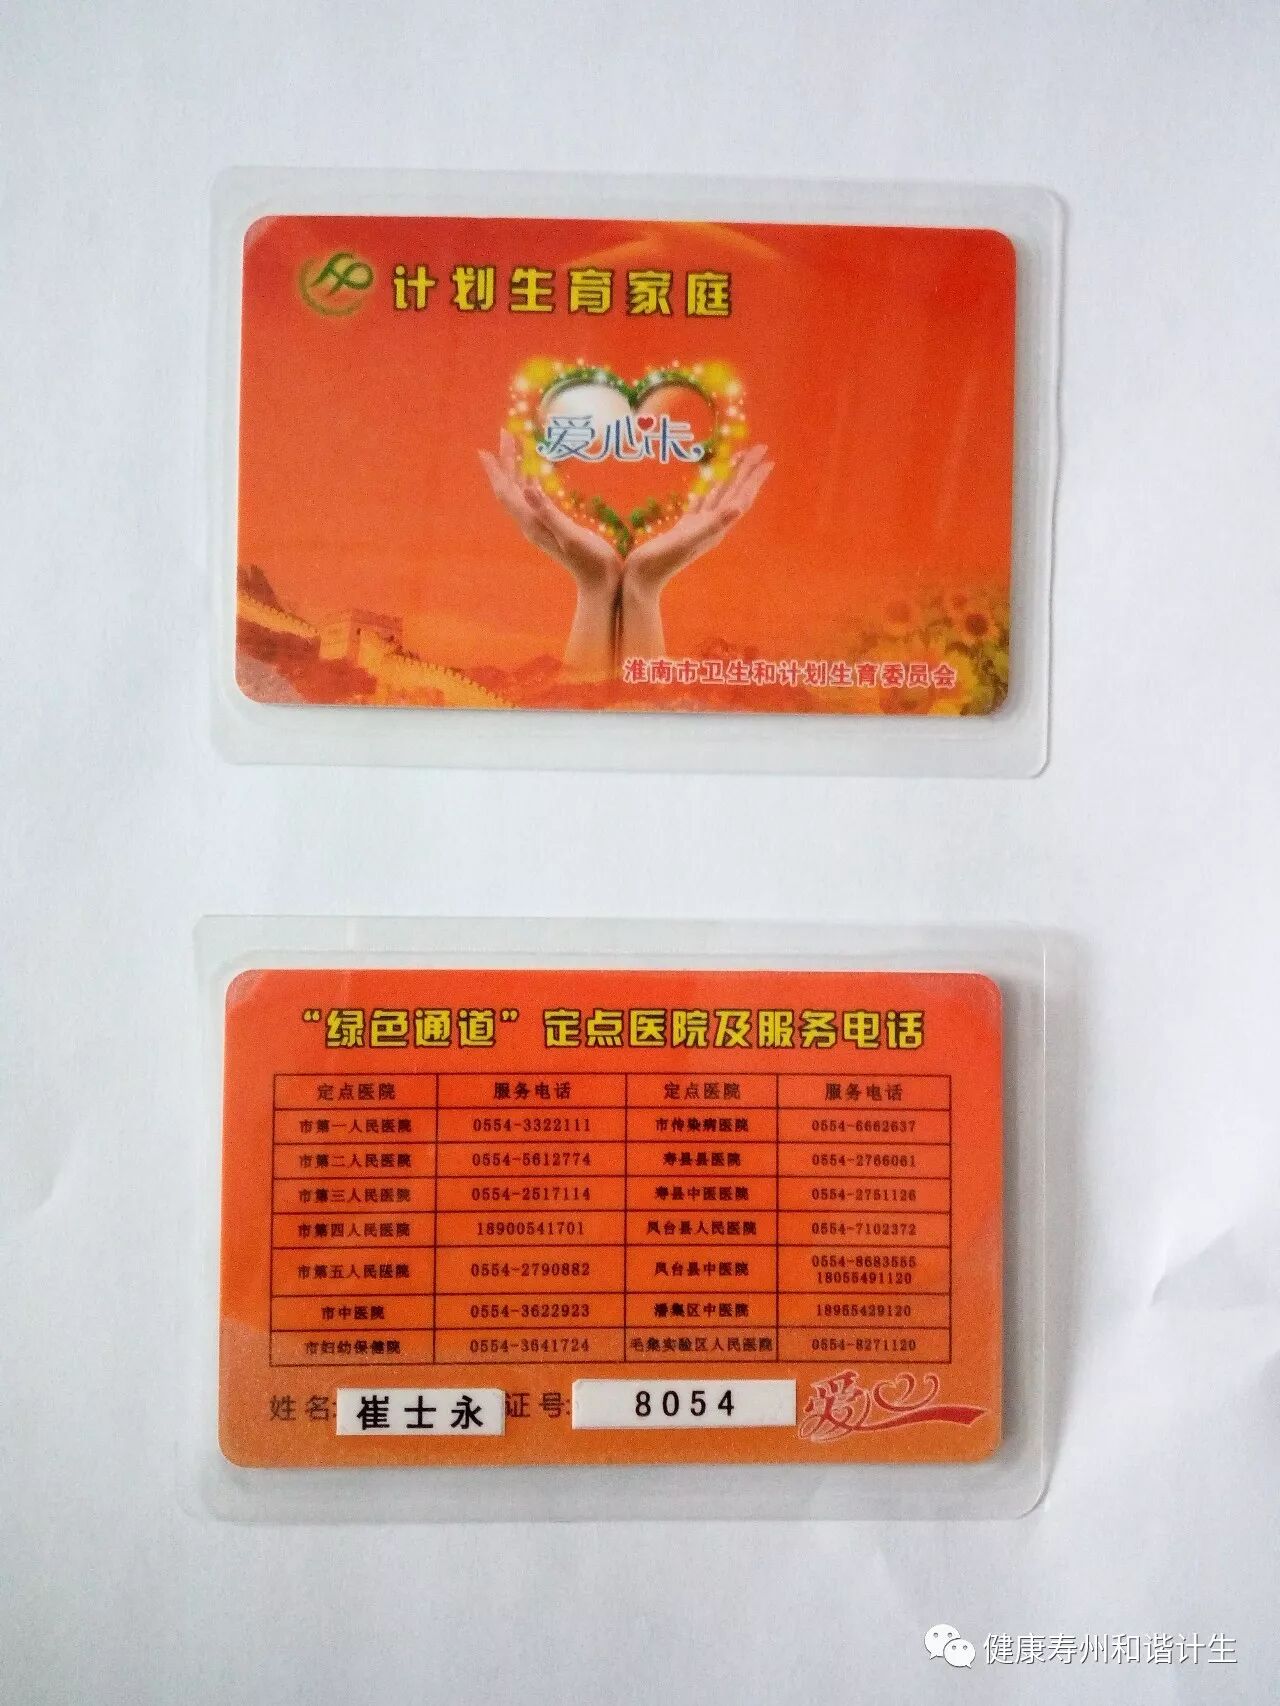 计划生育家庭
爱心卡
淮南市卫生和计划生育委员会
“绿色通道”定点医院及服务电话
定点医院 服务电话 定点医院 服务电话
市第一人民医院 0554-3322111 市传染病医院 0554-6662637
市第二人民医院 0554-5612774 寿县县医院 0554-2766061
市第三人民医院 0554-2517114 寿县中医医院 0554-2751126
市第四人民医院 18900541701 凤台县人民医院 0554-7102372
市第五人民医院 0554-2790882 凤台县中医院 0554-8683555
18055491120
市中医院 0554-3622923 潘集区中医院 18955429120
市妇幼保健院 0554-3641724 毛集实验区人民医院 0554-8271120
姓名: 崔士永 证号: 8054
爱心
健康寿州和谐计生